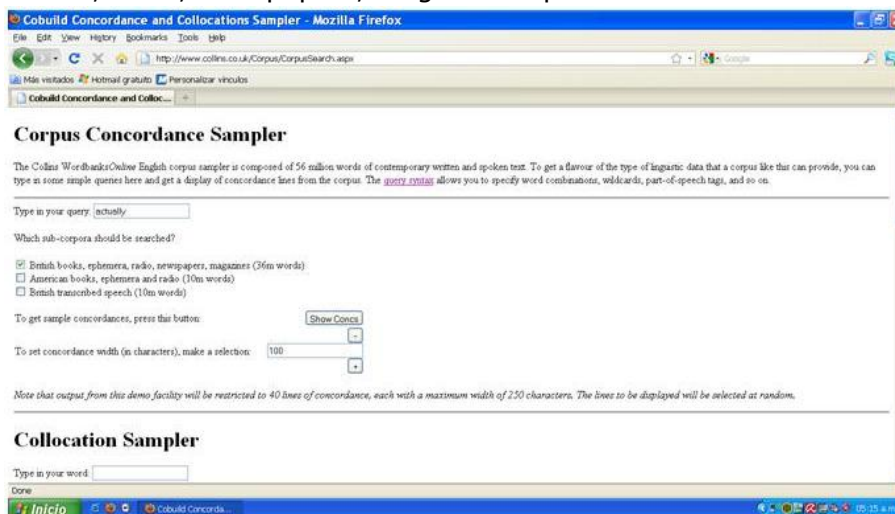 Cobuild Concordance and Collocations Sampler - Mozilla Firefox
File Edit View History Bookmarks Tools Help
http://www.collins.co.uk/Corpus/CorpusSearch.aspx
Google
Más visitados Hotmail gratuito Personalizar vínculos
Cobuild Concordance and Colloc...
Corpus Concordance Sampler
The Collins WordbanksOnline English corpus sampler is composed of 56 million words of contemporary written and spoken text. To get a flavour of the type of linguistic data that a corpus like this can provide, you can
type in some simple queries here and get a display of concordance lines from the corpus. The query syntax allows you to specify word combinations, wildcards, part-of-speech tags, and so on.
Type in your query: actually
Which sub-corpora should be searched?
British books, ephemera, radio, newspapers, magazines (36m words)
American books, ephemera and radio (10m words)
British transcribed speech (10m words)
To get sample concordances, press this button: Show Concs
-
To set concordance width (in characters), make a selection: 100
+
Note that output from this demo facility will be restricted to 40 lines of concordance, each with a maximum width of 250 characters. The lines to be displayed will be selected at random.
Collocation Sampler
Type in your word:
Done
Inicio Cobuild Concorda... 05:15 a.m.